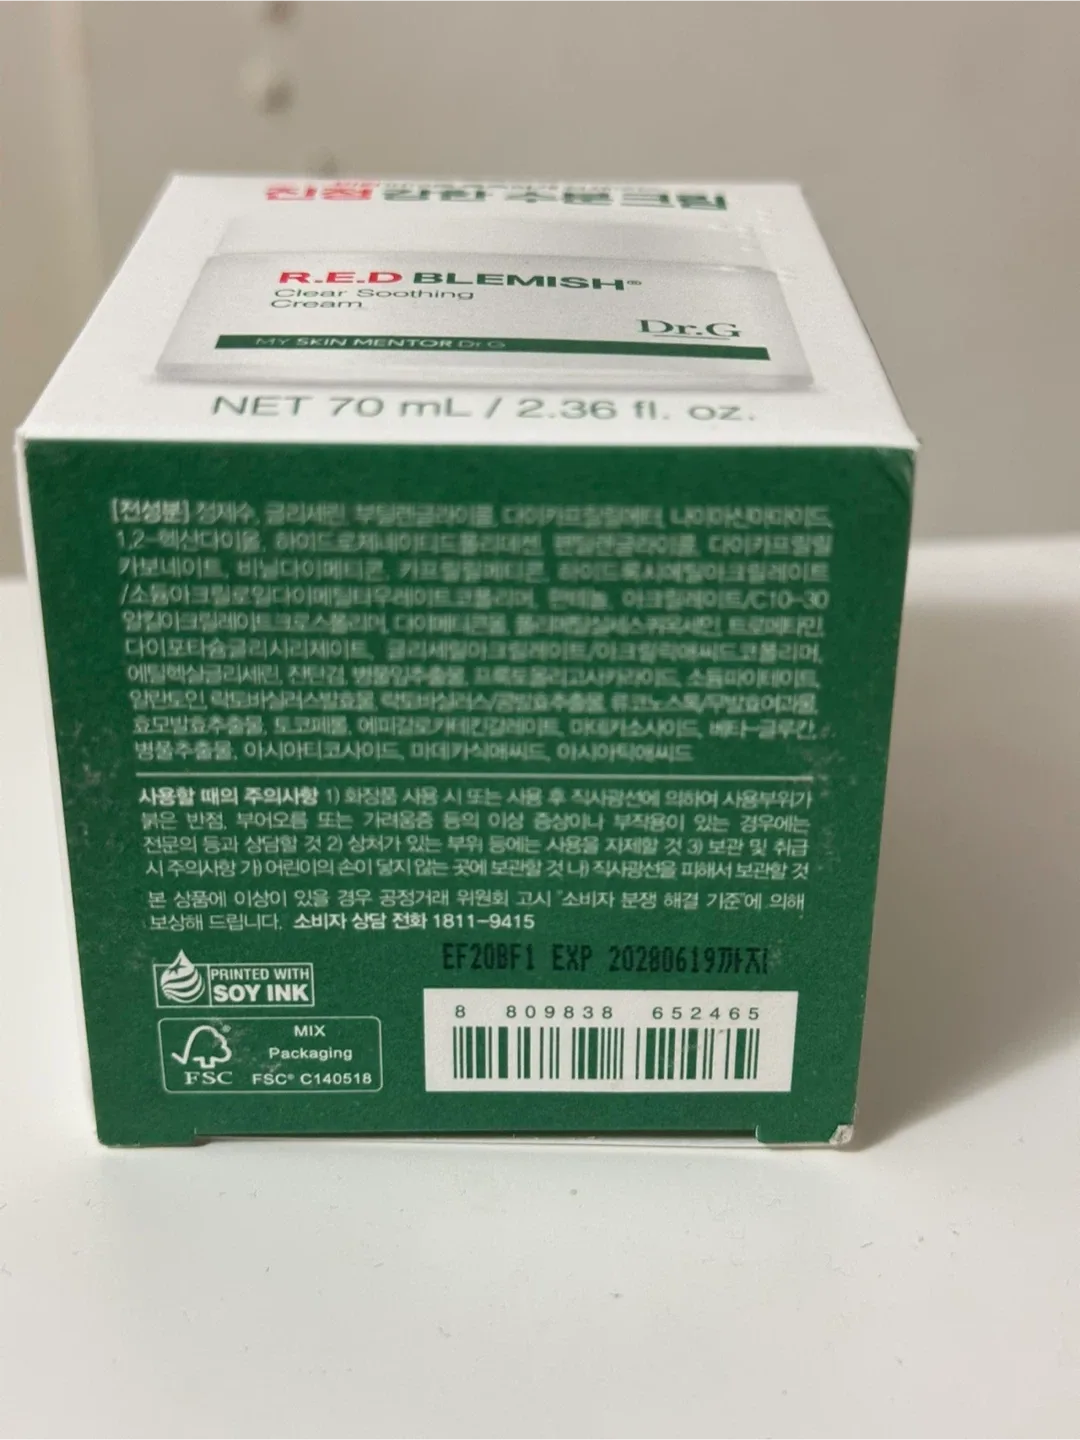 R.E.D BLEMISH®
Clear Soothing
Cream
Dr.G
MY SKIN MENTOR Dr.G
NET 70 mL / 2.36 fl. oz.
[전성분] 정제수, 글리세린, 부틸렌글라이콜, 다이카프릴릴에터, 나이아신아마이드,
1,2-헥산다이올, 하이드로제네이티드폴리데센, 펜틸렌글라이콜, 다이카프릴릴
카보네이트, 비닐다이메티콘, 카프릴릴메티콘, 하이드록시에틸아크릴레이트
/소듐아크릴로일다이메틸타우레이트코폴리머, 판테놀, 아크릴레이트/C10-30
알킬아크릴레이트크로스폴리머, 다이메티콘올, 폴리메틸실세스퀴옥세인, 트로메타민,
다이포타슘글리시리제이트, 글리세릴아크릴레이트/아크릴릭애씨드코폴리머,
에틸헥실글리세린, 잔탄검, 병풀잎추출물, 프룩토올리고사카라이드, 소듐파이테이트,
알란토인, 락토바실러스발효물, 락토바실러스/콩발효추출물, 류코노스톡/무발효여과물,
효모발효추출물, 토코페롤, 에피갈로카테킨갈레이트, 마데카소사이드, 베타-글루칸,
병풀추출물, 아시아티코사이드, 마데카식애씨드, 아시아틱애씨드
사용할 때의 주의사항 1) 화장품 사용 시 또는 사용 후 직사광선에 의하여 사용부위가
붉은 반점, 부어오름 또는 가려움증 등의 이상 증상이나 부작용이 있는 경우에는
전문의 등과 상담할 것 2) 상처가 있는 부위 등에는 사용을 자제할 것 3) 보관 및 취급
시 주의사항 가) 어린이의 손이 닿지 않는 곳에 보관할 것 나) 직사광선을 피해서 보관할 것
본 상품에 이상이 있을 경우 공정거래 위원회 고시 "소비자 분쟁 해결 기준"에 의해
보상해 드립니다. 소비자 상담 전화 1811-9415
EF20BF1 EXP 20280619까지
PRINTED WITH
SOY INK
8 809838 652465
MIX
Packaging
FSC® C140518
FSC